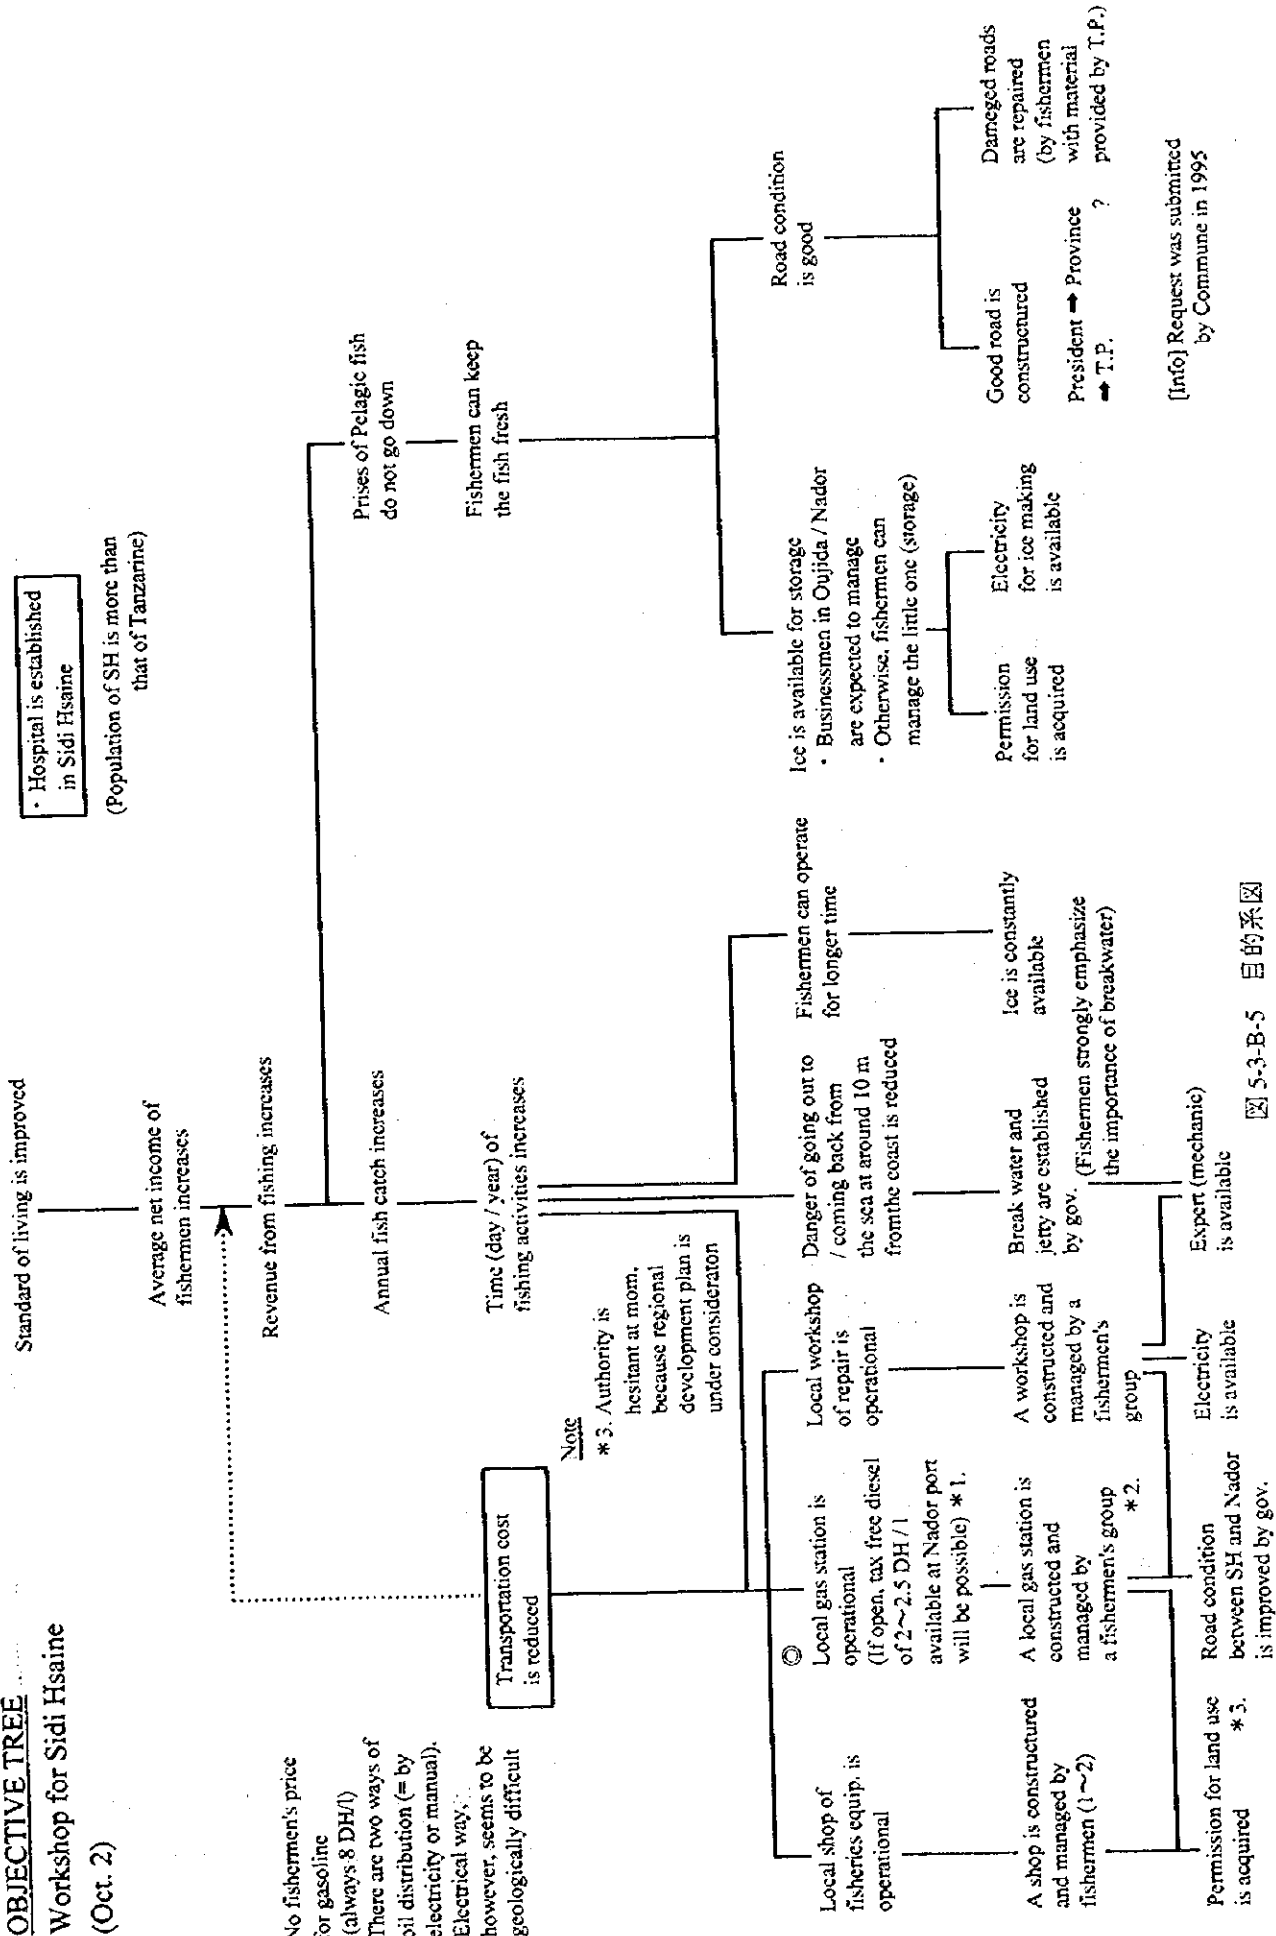 OBJECTIVE TREE
Workshop for Sidi Hsaine
(Oct. 2)
Standard of living is improved
· Hospital is established
in Sidi Hsaine
(Population of SH is more than
that of Tanzarine)
Average net income of
fishermen increases
Revenue from fishing increases
Annual fish catch increases
Prises of Pelagic fish
do not go down
Time (day / year) of
fishing activities increases
Fishermen can keep
the fish fresh
No fishermen's price
for gasoline
(always 8 DH/l)
There are two ways of
oil distribution (= by
electricity or manual).
Electrical way,
however, seems to be
geologically difficult
Transportation cost
is reduced
Note
*3. Authority is
hesitant at mom.
because regional
development plan is
under consideraton
Local shop of
fisheries equip. is
operational
◎
Local gas station is
operational
(If open, tax free diesel
of 2～2.5 DH / l
available at Nador port
will be possible) *1.
Local workshop
of repair is
operational
Danger of going out to
/ coming back from
the sea at around 10 m
fromthe coast is reduced
Fishermen can operate
for longer time
Ice is available for storage
· Businessmen in Oujida / Nador
are expected to manage
· Otherwise, fishermen can
manage the little one (storage)
Road condition
is good
A shop is constructured
and managed by
fishermen (1～2)
A local gas station is
constructed and
managed by
a fishermen's group
*2.
A workshop is
constructed and
managed by a
fishermen's
group
Break water and
jetty are established
by gov.
(Fishermen strongly emphasize
the importance of breakwater)
Ice is constantly
available
Permission
for land use
is acquired
Electricity
for ice making
is available
Good road is
constructured
President ➡ Province
➡ T.P. ?
Dameged roads
are repaired
(by fishermen
with material
provided by T.P.)
[Info] Request was submitted
by Commune in 1995
Permission for land use
is acquired *3.
Road condition
between SH and Nador
is improved by gov.
Electricity
is available
Expert (mechanic)
is available
図 5-3-B-5 目的系図